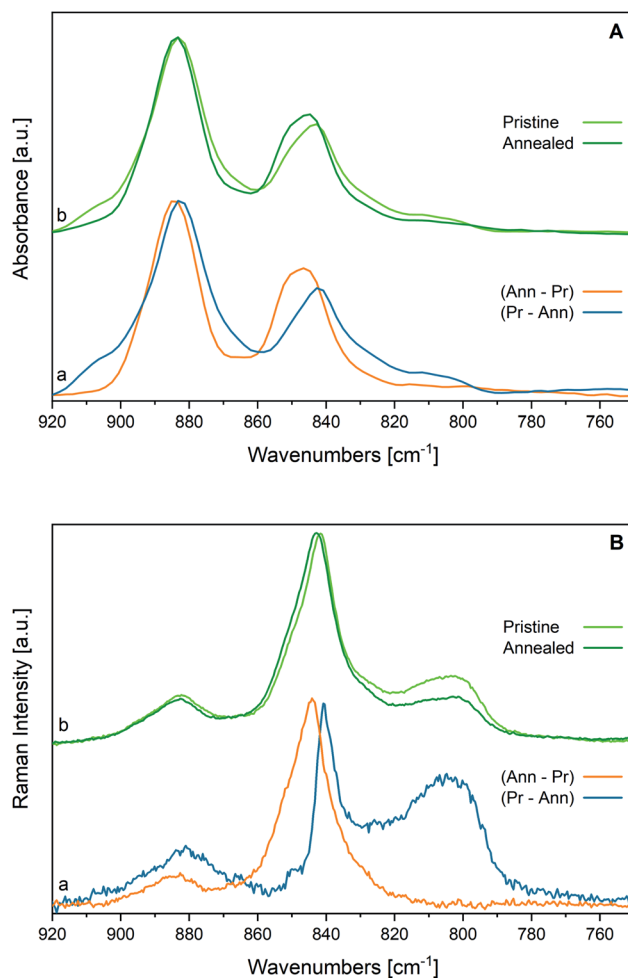 A
Absorbance [a.u.]
Pristine
Annealed
b
(Ann - Pr)
(Pr - Ann)
a
920 900 880 860 840 820 800 780 760
Wavenumbers [cm⁻¹]
B
Raman Intensity [a.u.]
Pristine
Annealed
b
(Ann - Pr)
(Pr - Ann)
a
920 900 880 860 840 820 800 780 760
Wavenumbers [cm⁻¹]